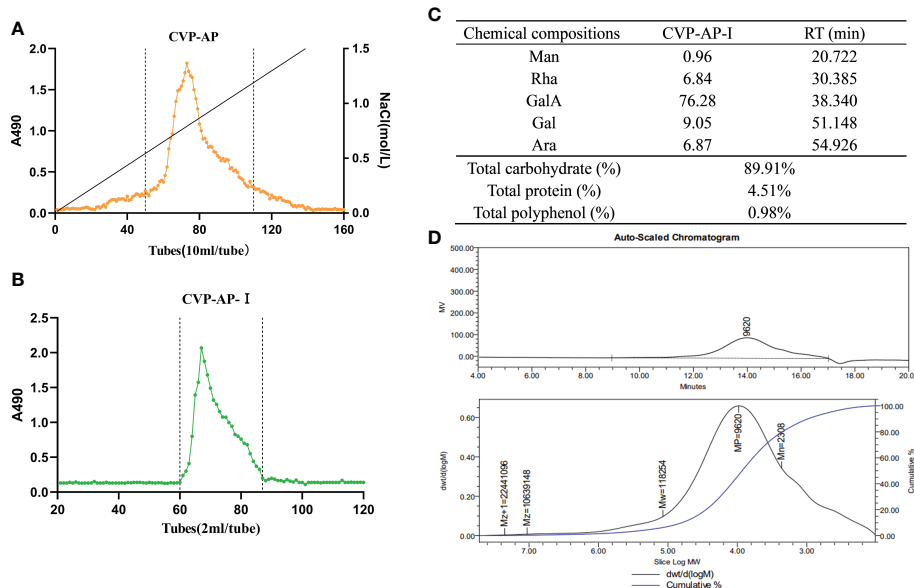 A
CVP-AP
2.0
1.5
1.0
0.5
0.0
A490
1.5
1.0
0.5
0.0
NaCl(mol/L)
0
40
80
120
160
Tubes(10ml/tube)
B
CVP-AP-Ⅰ
2.5
2.0
1.5
1.0
0.5
0.0
A490
20
40
60
80
100
120
Tubes(2ml/tube)
C
Chemical compositions CVP-AP-I RT (min)
Man 0.96 20.722
Rha 6.84 30.385
GalA 76.28 38.340
Gal 9.05 51.148
Ara 6.87 54.926
Total carbohydrate (%) 89.91%
Total protein (%) 4.51%
Total polyphenol (%) 0.98%
D
Auto-Scaled Chromatogram
500.00
400.00
300.00
200.00
100.00
0.00
MV
9620
4.00 6.00 8.00 10.00 12.00 14.00 16.00 18.00 20.0
Minutes
0.60
0.40
0.20
0.00
dwt/d(logM)
Mz+1=22441096
Mz=10639148
Mw=118254
MP=9620
Mn=2308
100.00
80.00
60.00
40.00
20.00
0.00
Cumulative %
7.00 6.00 5.00 4.00 3.00
Slice Log MW
dwt/d(logM)
Cumulative %